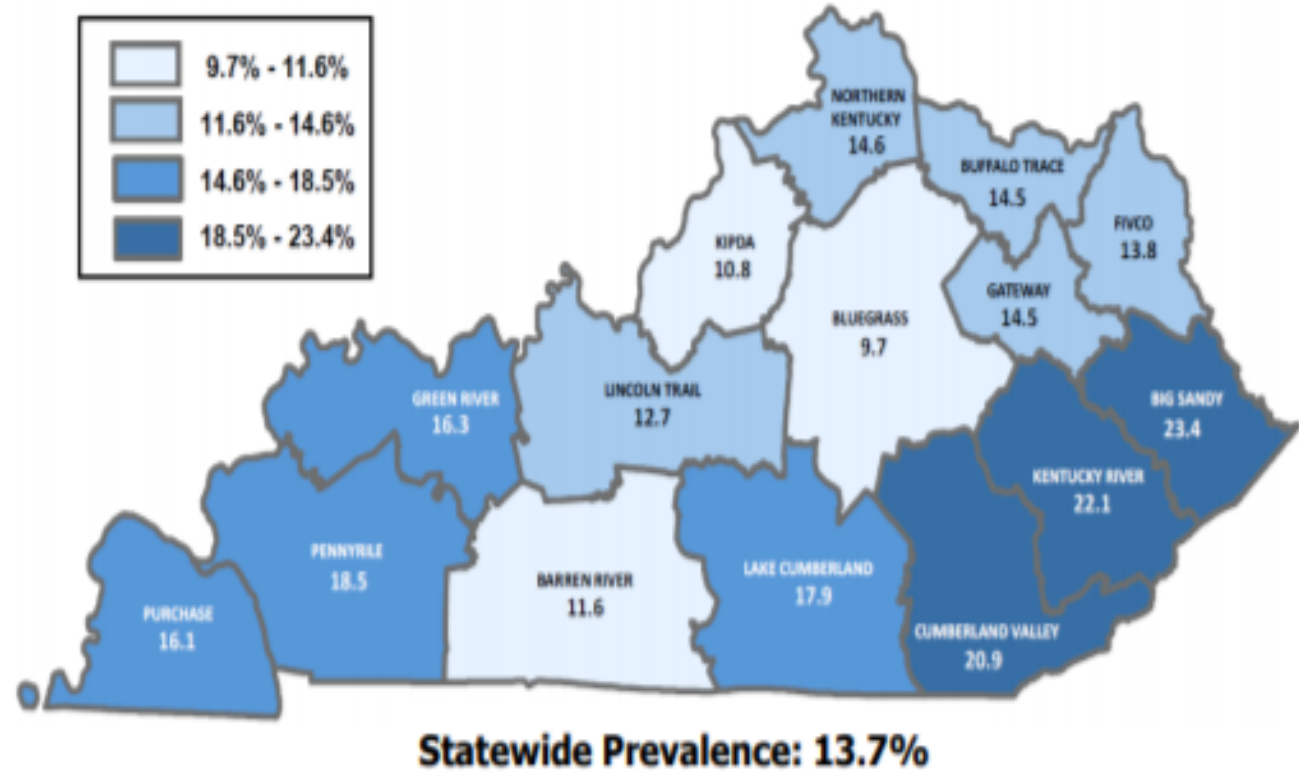 9.7% - 11.6%
11.6% - 14.6%
14.6% - 18.5%
18.5% - 23.4%
NORTHERN
KENTUCKY
14.6
BUFFALO TRACE
14.5
FIVCO
13.8
KIPDA
10.8
GATEWAY
14.5
BLUEGRASS
9.7
LINCOLN TRAIL
12.7
GREEN RIVER
16.3
BIG SANDY
23.4
KENTUCKY RIVER
22.1
PENNYRILE
18.5
BARREN RIVER
11.6
LAKE CUMBERLAND
17.9
PURCHASE
16.1
CUMBERLAND VALLEY
20.9
Statewide Prevalence: 13.7%